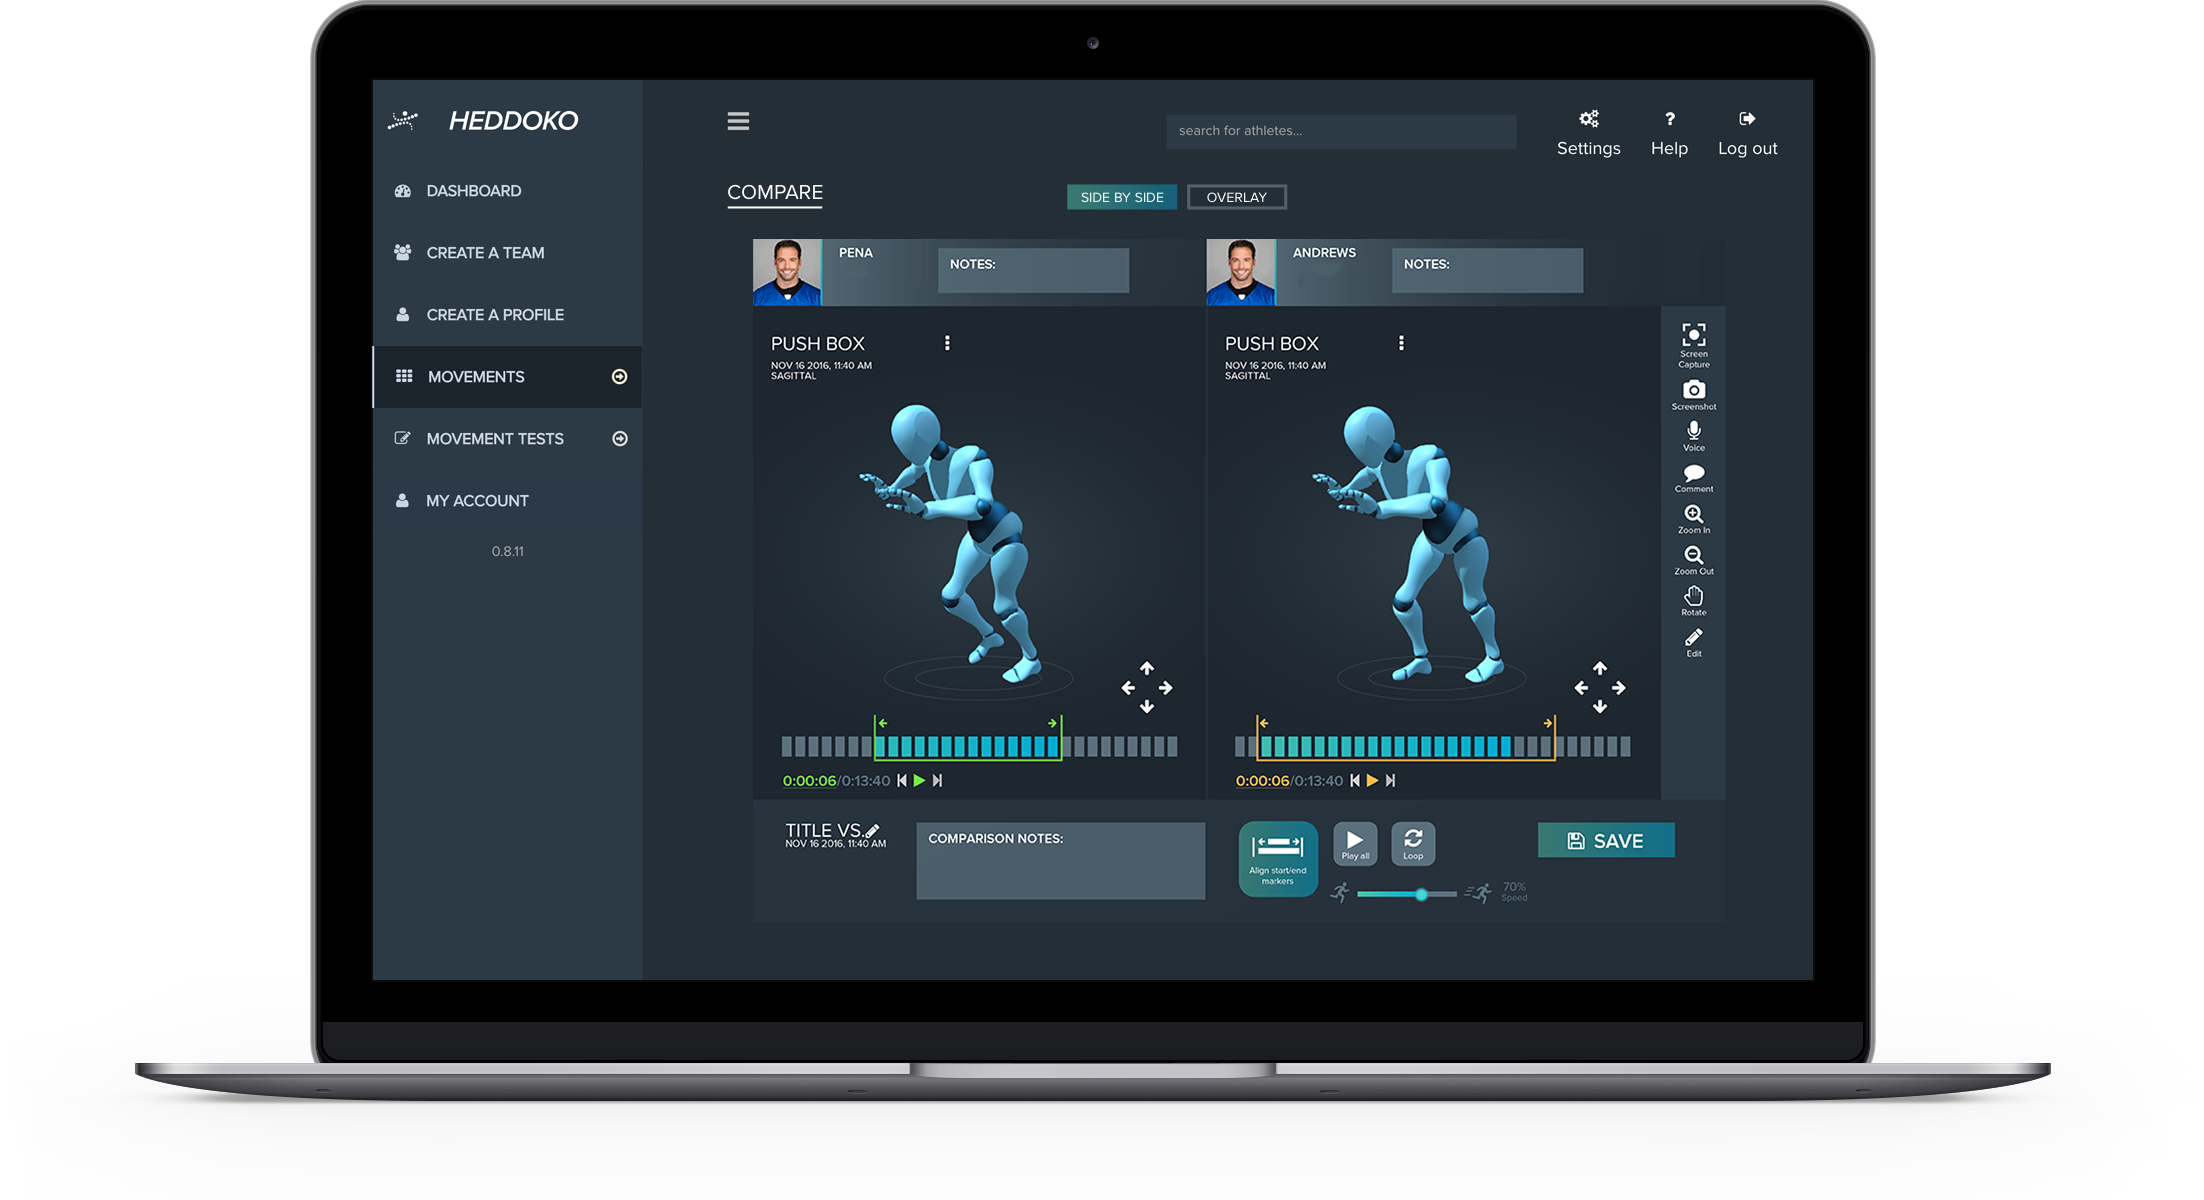 HEDDOKO
search for athletes...
Settings
Help
Log out
DASHBOARD
CREATE A TEAM
CREATE A PROFILE
MOVEMENTS
MOVEMENT TESTS
MY ACCOUNT
0.8.11
COMPARE
SIDE BY SIDE
OVERLAY
PENA
NOTES:
ANDREWS
NOTES:
PUSH BOX
NOV 16 2016, 11:40 AM
SAGITTAL
PUSH BOX
NOV 16 2016, 11:40 AM
SAGITTAL
Screen
Capture
Screenshot
Voice
Comment
Zoom In
Zoom Out
Rotate
Edit
0:00:06/0:13:40
0:00:06/0:13:40
TITLE VS.
NOV 16 2016, 11:40 AM
COMPARISON NOTES:
Align start/end
markers
Play all
Loop
70%
Speed
SAVE